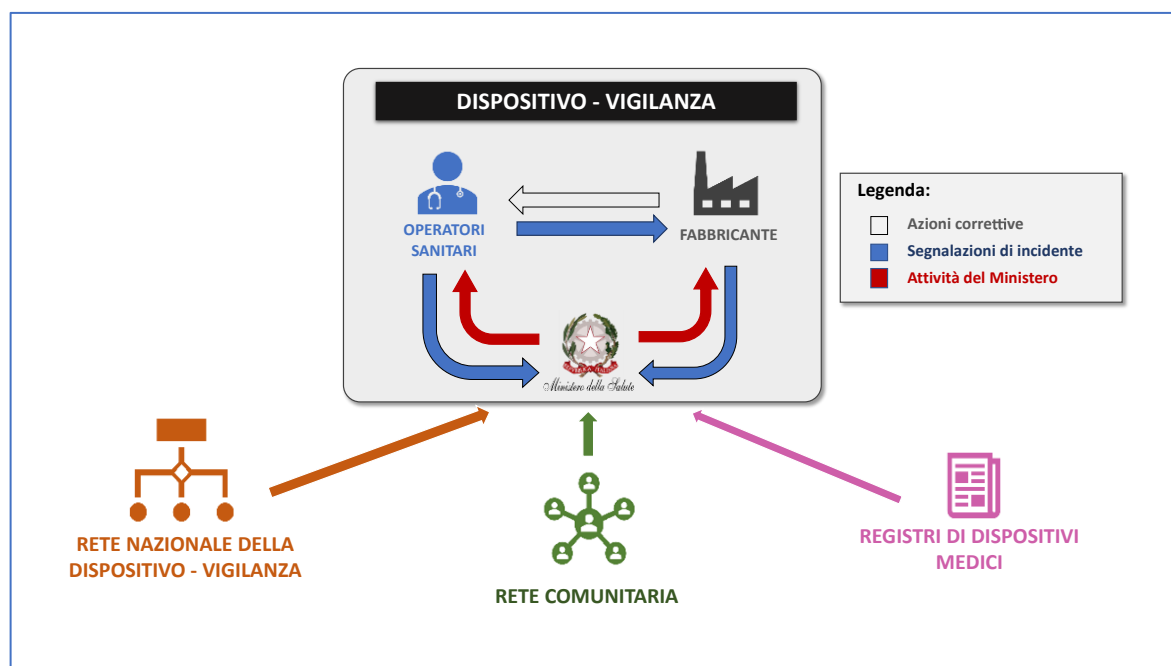 DISPOSITIVO - VIGILANZA
OPERATORI
SANITARI
FABBRICANTE
Ministero della Salute
Legenda:
Azioni correttive
Segnalazioni di incidente
Attività del Ministero
RETE NAZIONALE DELLA
DISPOSITIVO - VIGILANZA
RETE COMUNITARIA
REGISTRI DI DISPOSITIVI
MEDICI